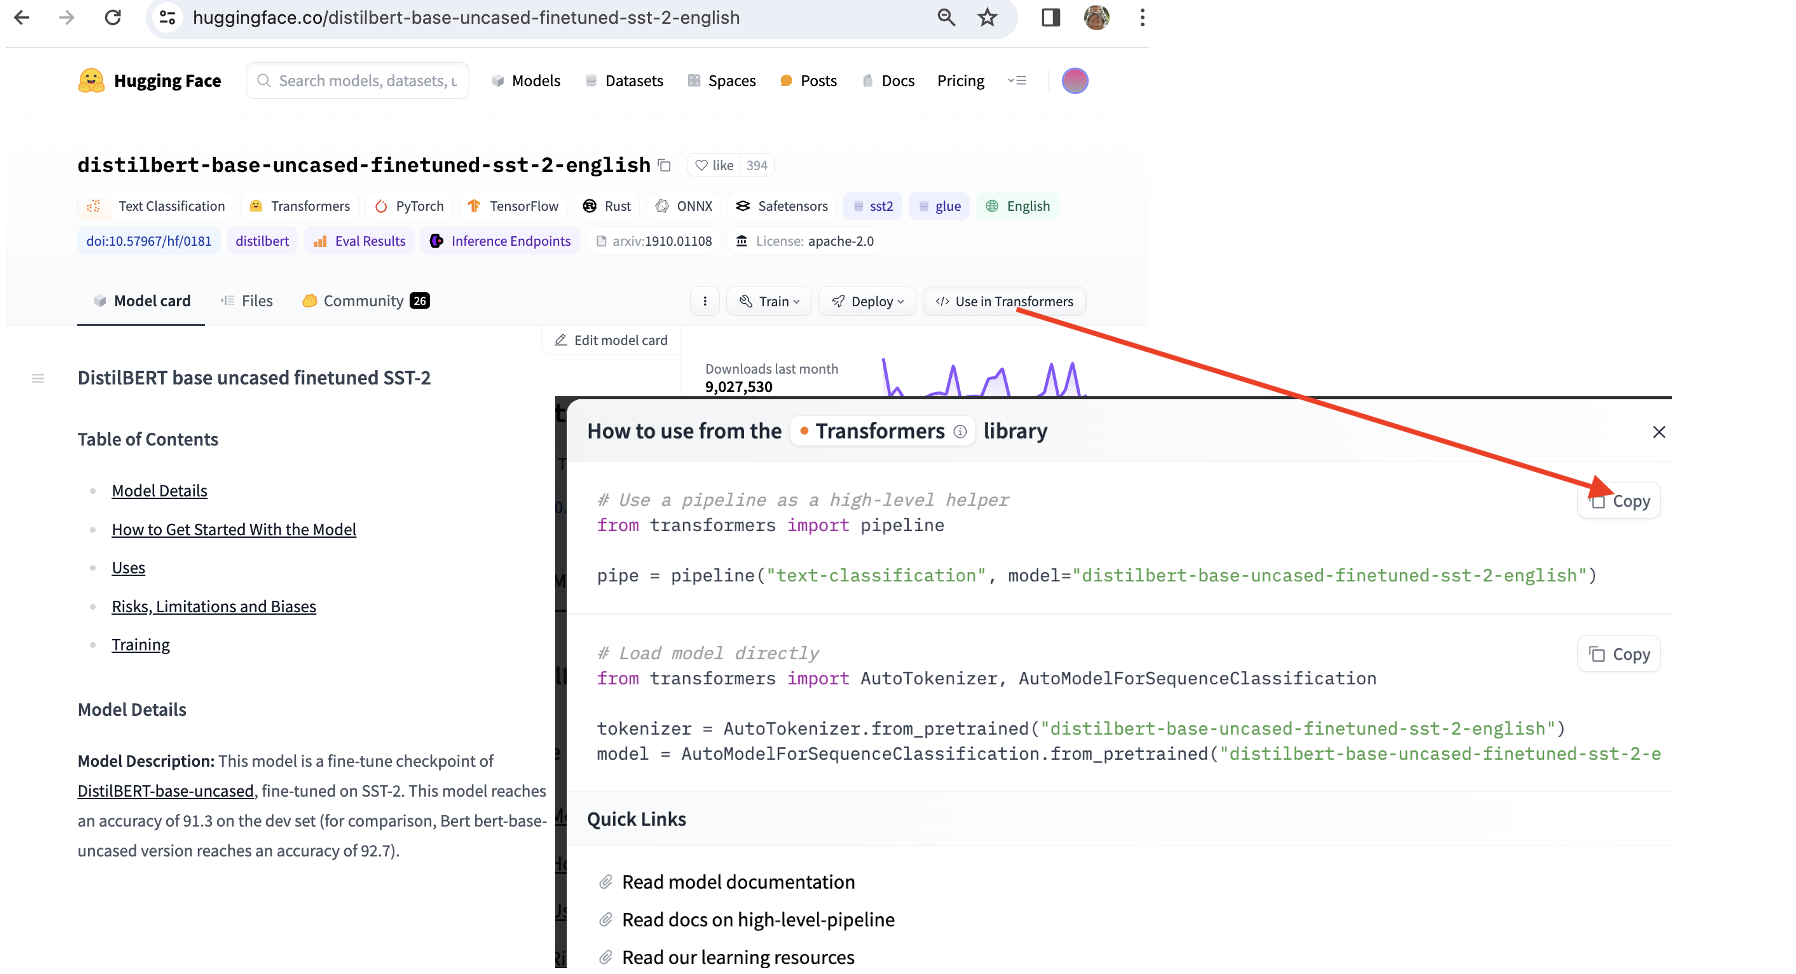 huggingface.co/distilbert-base-uncased-finetuned-sst-2-english
Hugging Face
Search models, datasets, u
Models
Datasets
Spaces
Posts
Docs
Pricing
distilbert-base-uncased-finetuned-sst-2-english
like 394
Text Classification
Transformers
PyTorch
TensorFlow
Rust
ONNX
Safetensors
sst2
glue
English
doi:10.57967/hf/0181
distilbert
Eval Results
Inference Endpoints
arxiv:1910.01108
License: apache-2.0
Model card
Files
Community 26
Train
Deploy
</> Use in Transformers
Edit model card
Downloads last month
9,027,530
DistilBERT base uncased finetuned SST-2
Table of Contents
Model Details
How to Get Started With the Model
Uses
Risks, Limitations and Biases
Training
Model Details
Model Description: This model is a fine-tune checkpoint of
DistilBERT-base-uncased, fine-tuned on SST-2. This model reaches
an accuracy of 91.3 on the dev set (for comparison, Bert bert-base-
uncased version reaches an accuracy of 92.7).
How to use from the Transformers library
# Use a pipeline as a high-level helper
Copy
from transformers import pipeline
pipe = pipeline("text-classification", model="distilbert-base-uncased-finetuned-sst-2-english")
# Load model directly
Copy
from transformers import AutoTokenizer, AutoModelForSequenceClassification
tokenizer = AutoTokenizer.from_pretrained("distilbert-base-uncased-finetuned-sst-2-english")
model = AutoModelForSequenceClassification.from_pretrained("distilbert-base-uncased-finetuned-sst-2-e
Quick Links
Read model documentation
Read docs on high-level-pipeline
Read our learning resources